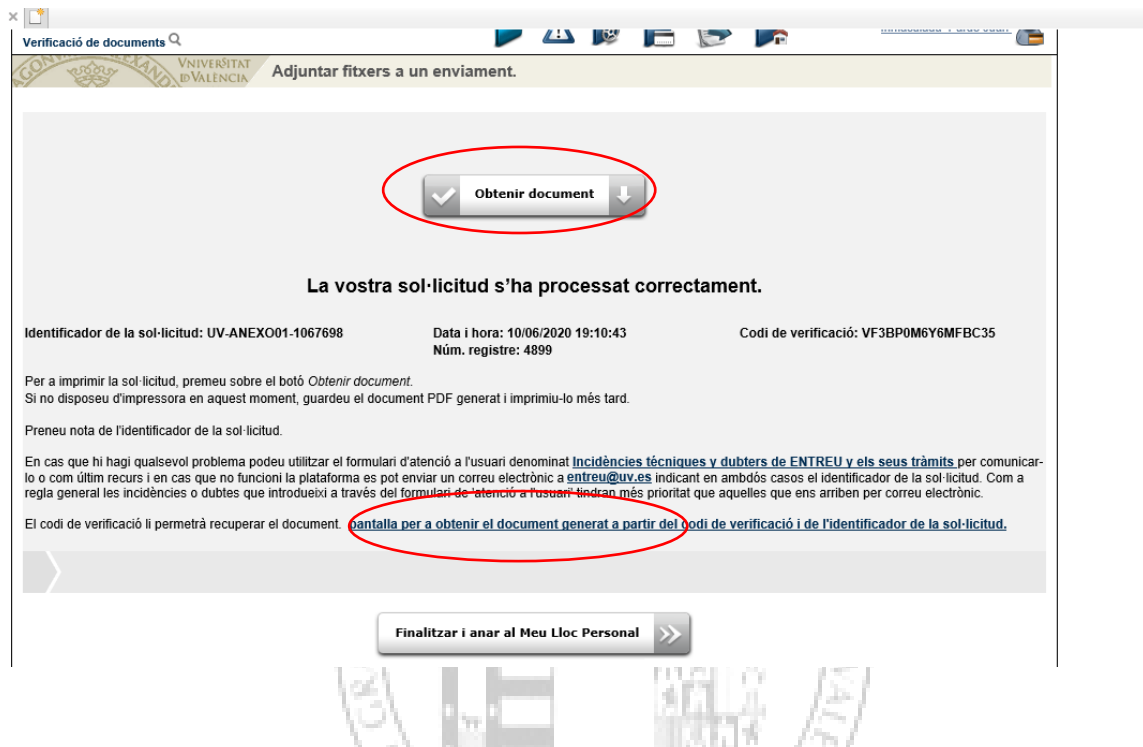 Verificació de documents
VNIVERSITAT
ID VALÈNCIA
Adjuntar fitxers a un enviament.
Obtenir document
La vostra sol·licitud s'ha processat correctament.
Identificador de la sol·licitud: UV-ANEXO01-1067698
Data i hora: 10/06/2020 19:10:43
Codi de verificació: VF3BP0M6Y6MFBC35
Núm. registre: 4899
Per a imprimir la sol·licitud, premeu sobre el botó Obtenir document.
Si no disposeu d'impressora en aquest moment, guardeu el document PDF generat i imprimiu-lo més tard.
Preneu nota de l'identificador de la sol·licitud.
En cas que hi hagi qualsevol problema podeu utilitzar el formulari d'atenció a l'usuari denominat Incidències técniques y dubters de ENTREU y els seus tràmits per comunicar-
lo o com últim recurs i en cas que no funcioni la plataforma es pot enviar un correu electrònic a entreu@uv.es indicant en ambdós casos el identificador de la sol·licitud. Com a
regla general les incidències o dubtes que introdueixi a través del formulari de 'atenció a l'usuari' tindran més prioritat que aquelles que ens arriben per correu electrònic.
El codi de verificació li permetrà recuperar el document. pantalla per a obtenir el document generat a partir del codi de verificació i de l'identificador de la sol·licitud.
Finalitzar i anar al Meu Lloc Personal